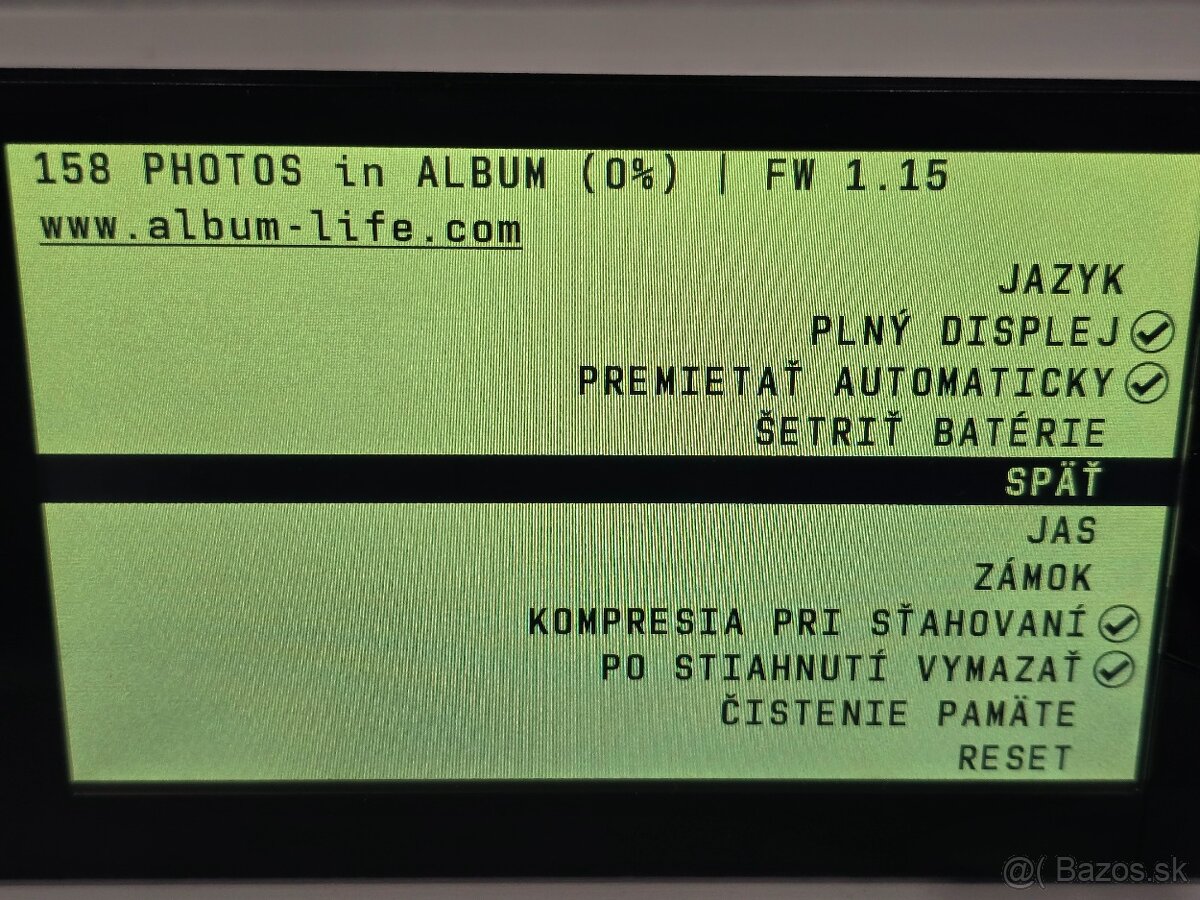 158 PHOTOS in ALBUM (0%) | FW 1.15
www.album-life.com
JAZYK
PLNÝ DISPLEJ
PREMIETAŤ AUTOMATICKY
ŠETRIŤ BATÉRIE
SPÄŤ
JAS
ZÁMOK
KOMPRESIA PRI SŤAHOVANÍ
PO STIAHNUTÍ VYMAZAŤ
ČISTENIE PAMÄTE
RESET
@( Bazos.sk